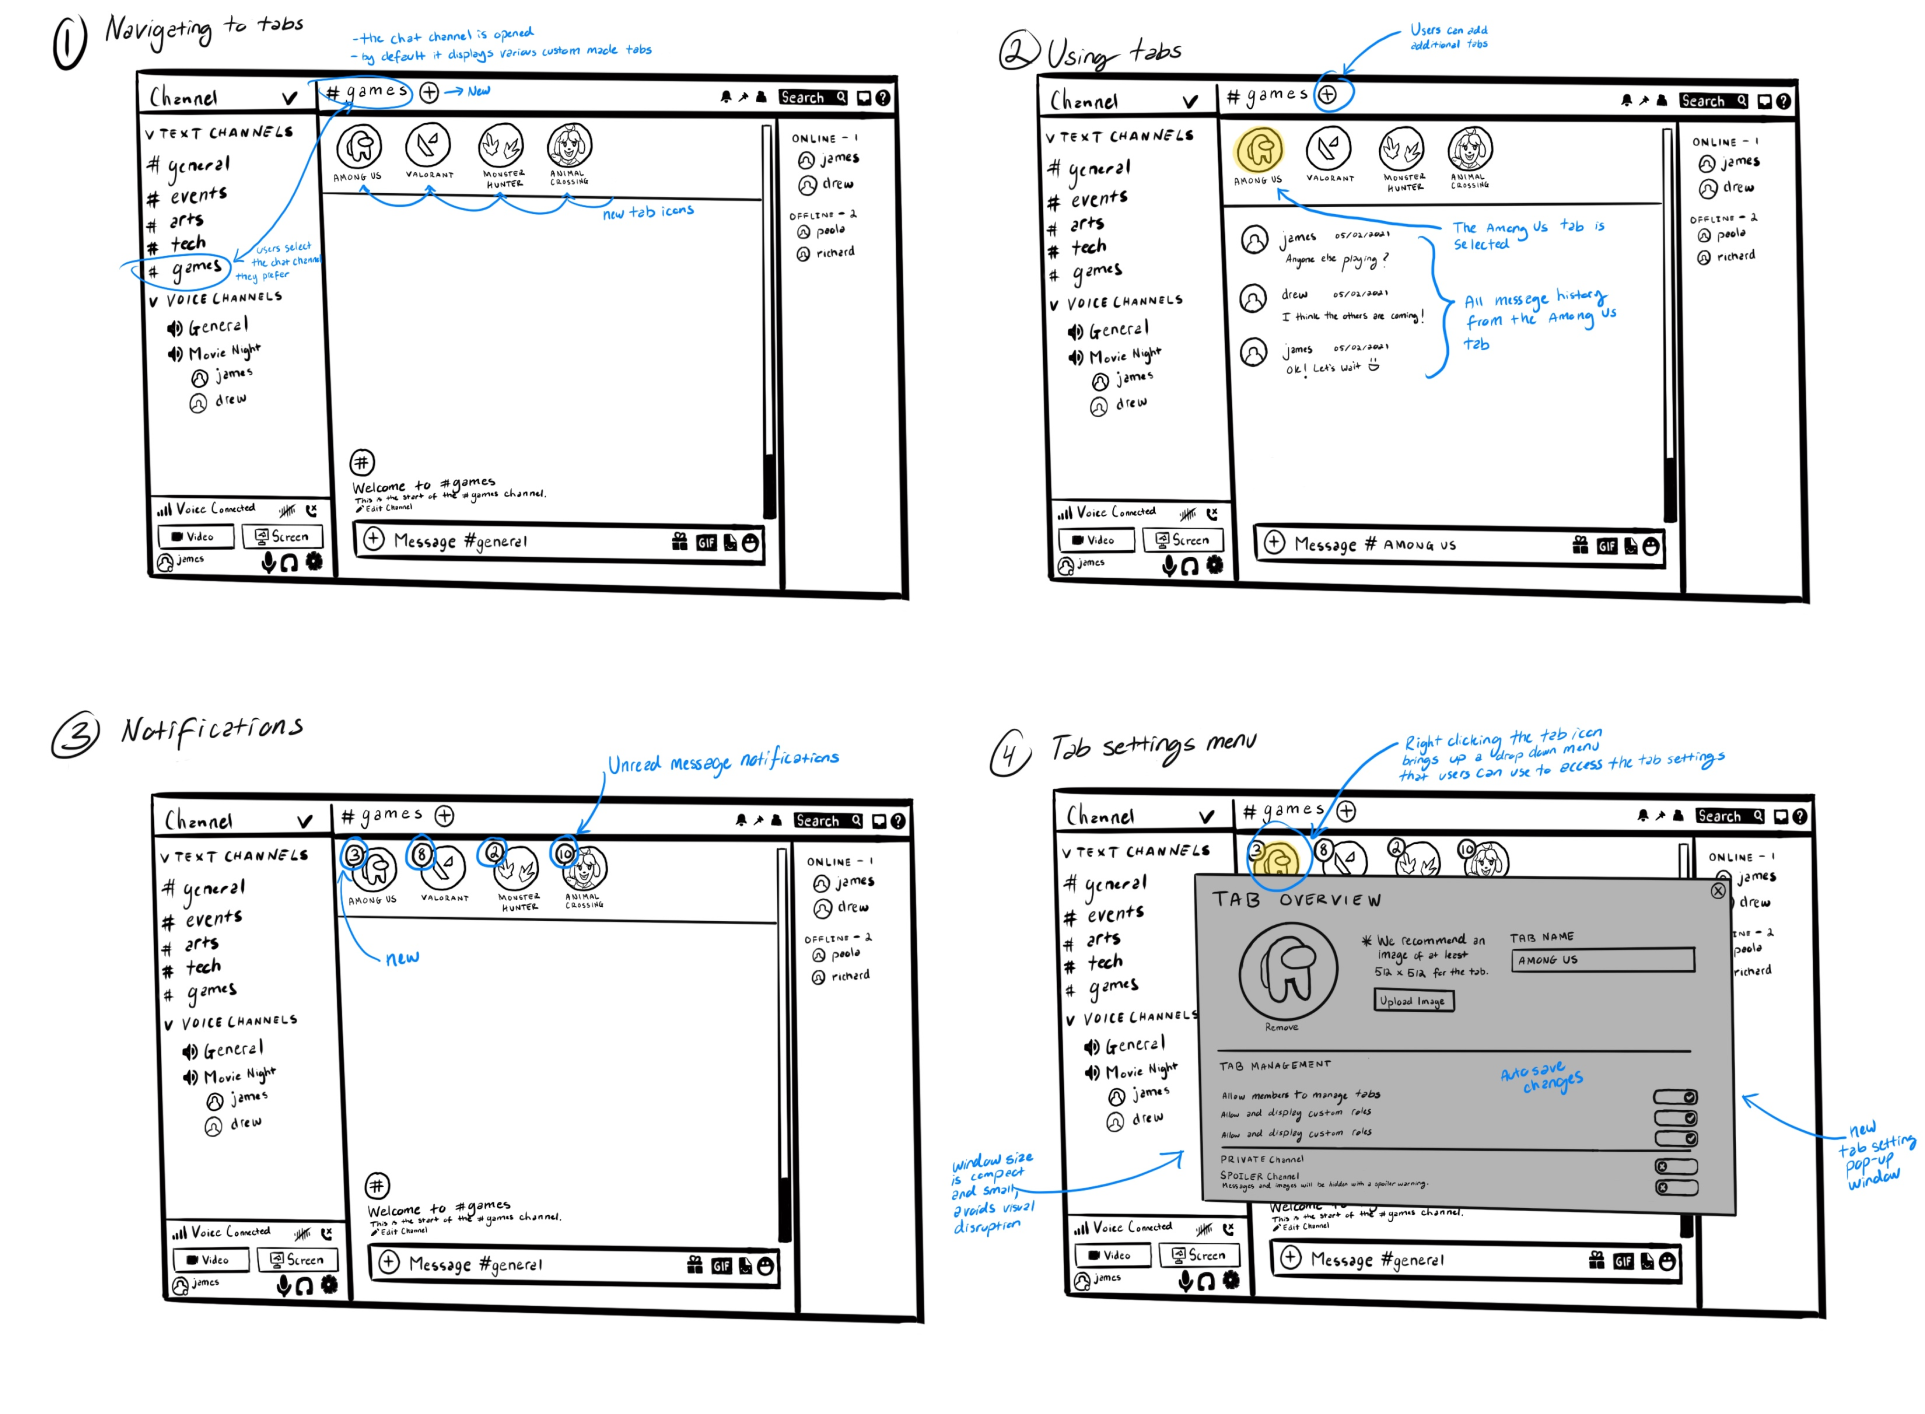 1 Navigating to tabs
- the chat channel is opened
- by default it displays various custom made tabs
Channel
# games
→ New
Search
TEXT CHANNELS
# general
# events
# arts
# tech
# games
users select
the chat channel
they prefer
VOICE CHANNELS
General
Movie Night
james
drew
AMONG US
VALORANT
MONSTER
HUNTER
ANIMAL
CROSSING
new tab icons
ONLINE - 1
james
drew
OFFLINE - 2
paola
richard
#
Welcome to #games
This is the start of the #games channel.
Edit Channel
Voice Connected
Video
Screen
james
Message #general
GIF
2 Using tabs
Users can add
additional tabs
Channel
# games
Search
TEXT CHANNELS
# general
# events
# arts
# tech
# games
VOICE CHANNELS
General
Movie Night
james
drew
AMONG US
VALORANT
MONSTER
HUNTER
ANIMAL
CROSSING
The Among Us tab is
selected
james 05/02/2021
Anyone else playing?
drew 05/02/2021
I think the others are coming!
james 05/02/2021
Ok! Let's wait
All message history
from the Among Us
tab
ONLINE - 1
james
drew
OFFLINE - 2
paola
richard
Voice Connected
Video
Screen
james
Message # AMONG US
GIF
3 Notifications
Unread message notifications
Channel
# games
Search
TEXT CHANNELS
# general
# events
# arts
# tech
# games
VOICE CHANNELS
General
Movie Night
james
drew
3
8
2
10
AMONG US
VALORANT
MONSTER
HUNTER
ANIMAL
CROSSING
new
ONLINE - 1
james
drew
OFFLINE - 2
paola
richard
#
Welcome to #games
This is the start of the #games channel.
Edit Channel
Voice Connected
Video
Screen
james
Message #general
GIF
4 Tab settings menu
Right clicking the tab icon
brings up a drop down menu
that users can use to access the tab settings
Channel
# games
Search
TEXT CHANNELS
# general
# events
# arts
# tech
# games
VOICE CHANNELS
General
Movie Night
james
drew
3
8
2
10
ONLINE - 1
james
drew
INE - 2
paola
richard
TAB OVERVIEW
Remove
* We recommend an
image of at least
512 x 512 for the tab.
Upload Image
TAB NAME
AMONG US
TAB MANAGEMENT
Auto save
changes
Allow members to manage tabs
Allow and display custom roles
Allow and display custom roles
PRIVATE Channel
SPOILER Channel
Messages and images will be hidden with a spoiler warning.
window size
is compact
and small,
avoids visual
disruption
new
tab setting
pop-up
window
Welcome
This is the start of the #games channel.
Edit Channel
Voice Connected
Video
Screen
james
Message #general
GIF